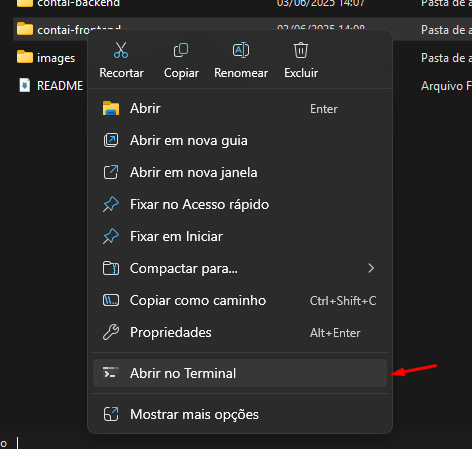 contai-backend 03/06/2025 14:07 Pasta de a
contai-frontend 03/06/2025 14:08 Pasta de a
images Pasta de a
README Arquivo F
Recortar Copiar Renomear Excluir
Abrir Enter
Abrir em nova guia
Abrir em nova janela
Fixar no Acesso rápido
Fixar em Iniciar
Compactar para...
Copiar como caminho Ctrl+Shift+C
Propriedades Alt+Enter
Abrir no Terminal
Mostrar mais opções
o